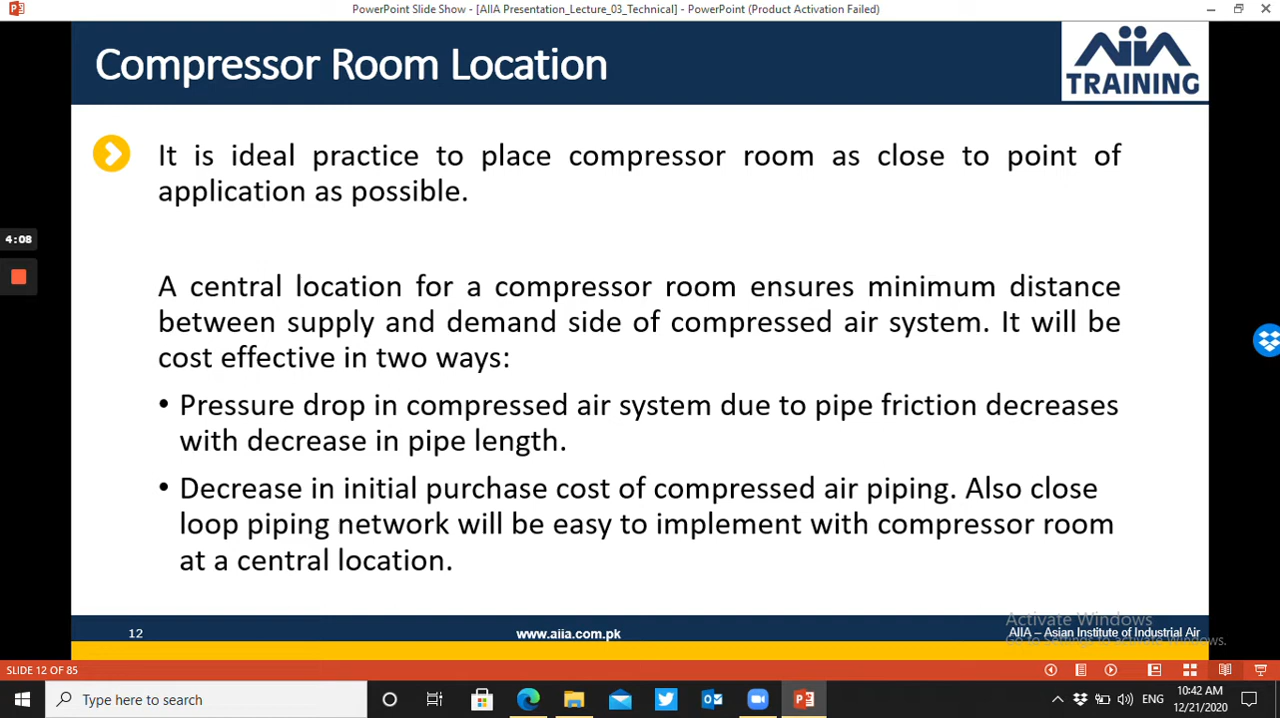 PowerPoint Slide Show - [AIIA Presentation_Lecture_03_Technical] - PowerPoint (Product Activation Failed)
Compressor Room Location
AIIA
TRAINING
It is ideal practice to place compressor room as close to point of
application as possible.
4:08
A central location for a compressor room ensures minimum distance
between supply and demand side of compressed air system. It will be
cost effective in two ways:
• Pressure drop in compressed air system due to pipe friction decreases
with decrease in pipe length.
• Decrease in initial purchase cost of compressed air piping. Also close
loop piping network will be easy to implement with compressor room
at a central location.
Activate Windows
Go to Settings to activate Windows.
12
www.aiia.com.pk
AIIA – Asian Institute of Industrial Air
SLIDE 12 OF 85
Type here to search
ENG
10:42 AM
12/21/2020